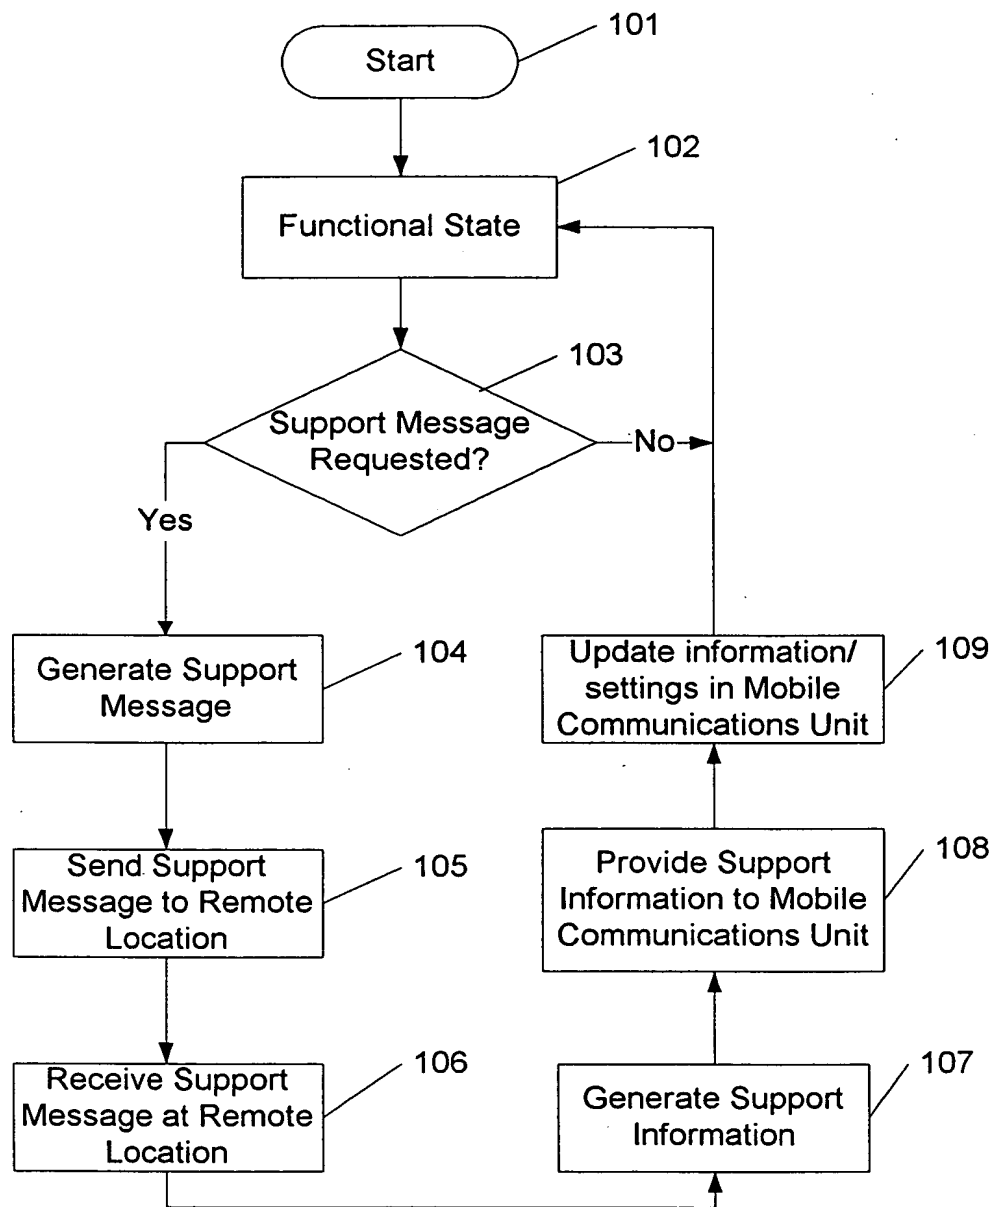 Start
101
102
Functional State
103
Support Message
Requested?
No
Yes
Generate Support
Message
104
Send Support
Message to Remote
Location
105
Receive Support
Message at Remote
Location
106
Generate Support
Information
107
Provide Support
Information to Mobile
Communications Unit
108
Update information/
settings in Mobile
Communications Unit
109